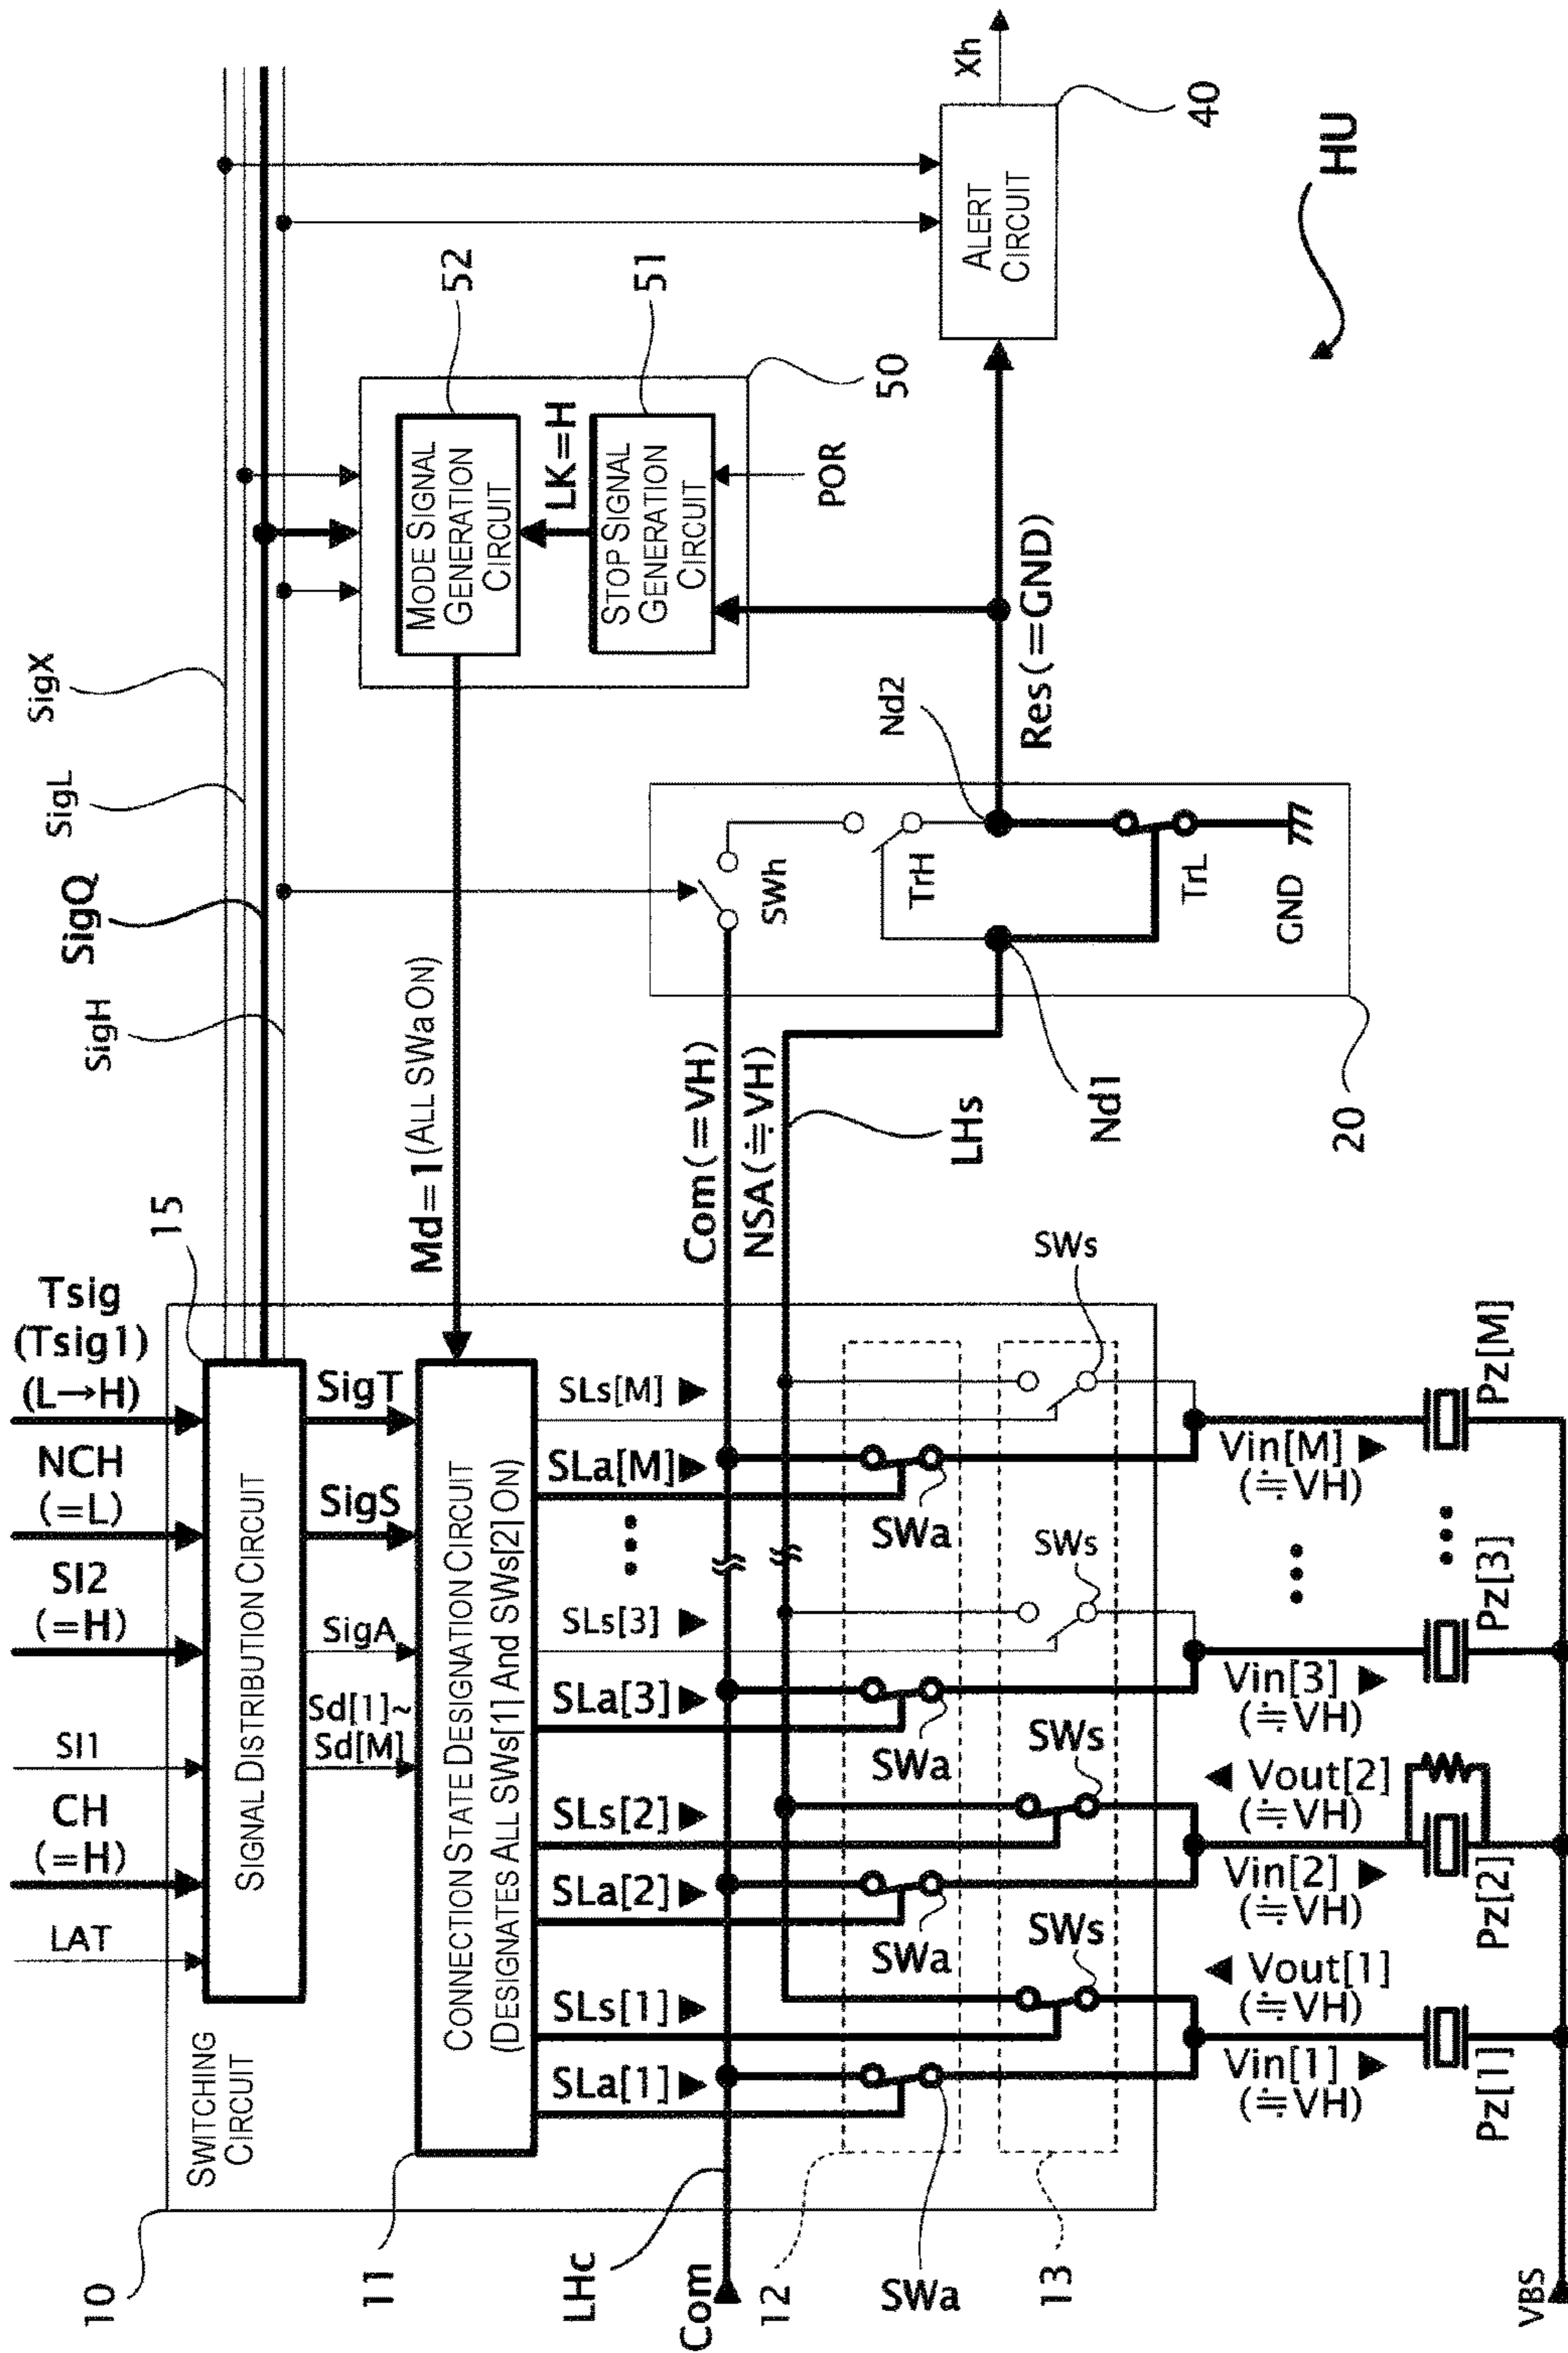 SigX
SigL
SigQ
SigH
Tsig
(Tsig1)
(L→H)
NCH
(=L)
SI2
(=H)
SI1
CH
(=H)
LAT
15
SIGNAL DISTRIBUTION CIRCUIT
SWITCHING
CIRCUIT
10
SigT
SigS
SigA
Sd[1]~
Sd[M]
11
CONNECTION STATE DESIGNATION CIRCUIT
(DESIGNATES ALL SWs[1] AND SWs[2] ON)
Md=1(ALL SWa ON)
MODE SIGNAL
GENERATION
CIRCUIT
52
LK=H
STOP SIGNAL
GENERATION
CIRCUIT
51
50
POR
ALERT
CIRCUIT
40
Xh
HU
SLa[1]▶
SLs[1]▶
SLa[2]▶
SLs[2]▶
SLa[3]▶
SLs[3]▶
•••
SLa[M]▶
SLs[M]▶
LHc
Com
Com(=VH)
NSA(≒VH)
LHs
Nd1
Nd2
SWh
TrH
TrL
GND
20
Res(=GND)
12
SWa
SWa
SWa
SWa
13
SWs
SWs
SWs
SWs
◀ Vout[1]
(≒VH)
Vin[1]▶
(≒VH)
◀ Vout[2]
(≒VH)
Vin[2]▶
(≒VH)
Vin[3]▶
(≒VH)
•••
Vin[M]▶
(≒VH)
Pz[1]
Pz[2]
Pz[3]
•••
Pz[M]
VBS